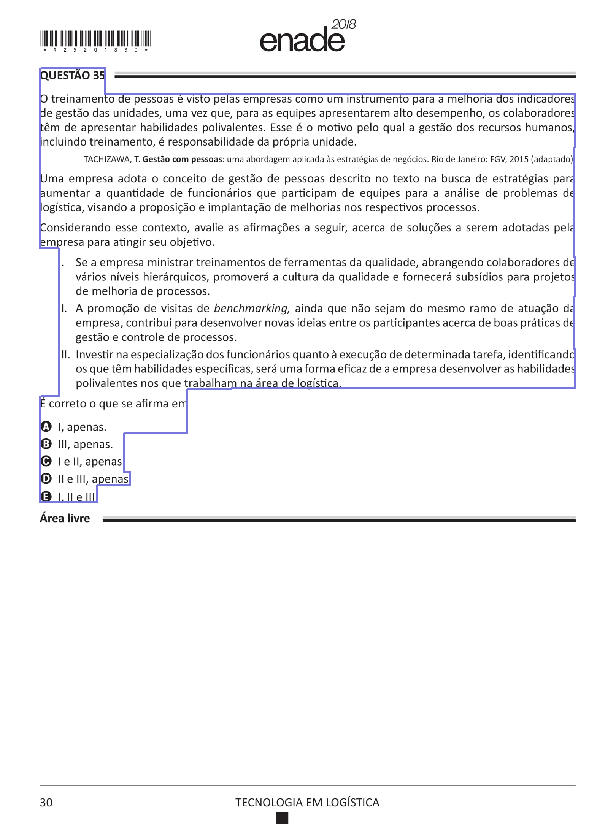 *R3520183C*
enade 2018
QUESTÃO 35
O treinamento de pessoas é visto pelas empresas como um instrumento para a melhoria dos indicadores
de gestão das unidades, uma vez que, para as equipes apresentarem alto desempenho, os colaboradores
têm de apresentar habilidades polivalentes. Esse é o motivo pelo qual a gestão dos recursos humanos,
incluindo treinamento, é responsabilidade da própria unidade.
TACHIZAWA, T. Gestão com pessoas: uma abordagem aplicada às estratégias de negócios. Rio de Janeiro: FGV, 2015 (adaptado)
Uma empresa adota o conceito de gestão de pessoas descrito no texto na busca de estratégias para
aumentar a quantidade de funcionários que participam de equipes para a análise de problemas de
logística, visando a proposição e implantação de melhorias nos respectivos processos.
Considerando esse contexto, avalie as afirmações a seguir, acerca de soluções a serem adotadas pela
empresa para atingir seu objetivo.
I. Se a empresa ministrar treinamentos de ferramentas da qualidade, abrangendo colaboradores de
vários níveis hierárquicos, promoverá a cultura da qualidade e fornecerá subsídios para projetos
de melhoria de processos.
II. A promoção de visitas de benchmarking, ainda que não sejam do mesmo ramo de atuação da
empresa, contribui para desenvolver novas ideias entre os participantes acerca de boas práticas de
gestão e controle de processos.
III. Investir na especialização dos funcionários quanto à execução de determinada tarefa, identificando
os que têm habilidades específicas, será uma forma eficaz de a empresa desenvolver as habilidades
polivalentes nos que trabalham na área de logística.
É correto o que se afirma em
A I, apenas.
B III, apenas.
C I e II, apenas
D II e III, apenas
E I, II e III
Área livre
30 TECNOLOGIA EM LOGÍSTICA